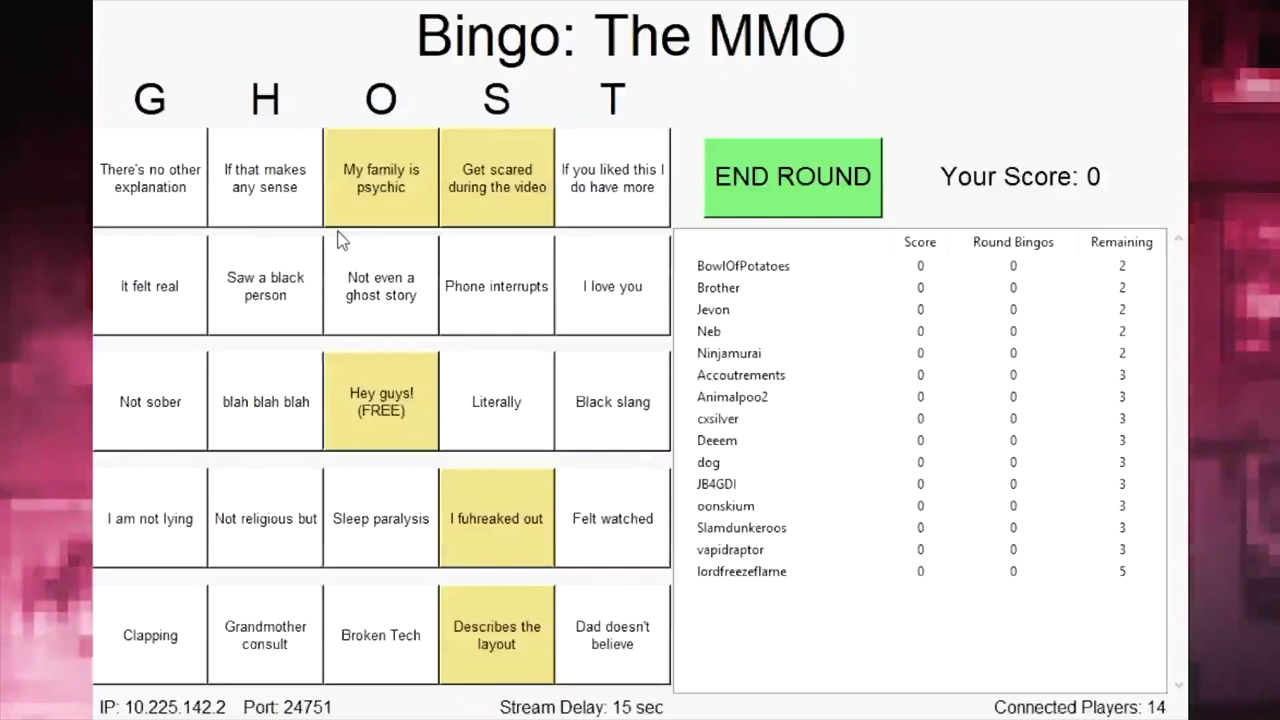 Bingo: The MMO
G H O S T
There's no other
explanation
If that makes
any sense
My family is
psychic
Get scared
during the video
If you liked this I
do have more
END ROUND
Your Score: 0
It felt real
Saw a black
person
Not even a
ghost story
Phone interrupts
I love you
Not sober
blah blah blah
Hey guys!
(FREE)
Literally
Black slang
I am not lying
Not religious but
Sleep paralysis
I fuhreaked out
Felt watched
Clapping
Grandmother
consult
Broken Tech
Describes the
layout
Dad doesn't
believe
Score Round Bingos Remaining
BowlOfPotatoes 0 0 2
Brother 0 0 2
Jevon 0 0 2
Neb 0 0 2
Ninjamurai 0 0 2
Accoutrements 0 0 3
Animalpoo2 0 0 3
cxsilver 0 0 3
Deeem 0 0 3
dog 0 0 3
JB4GDI 0 0 3
oonskium 0 0 3
Slamdunkeroos 0 0 3
vapidraptor 0 0 3
lordfreezeflame 0 0 5
IP: 10.225.142.2 Port: 24751
Stream Delay: 15 sec
Connected Players: 14